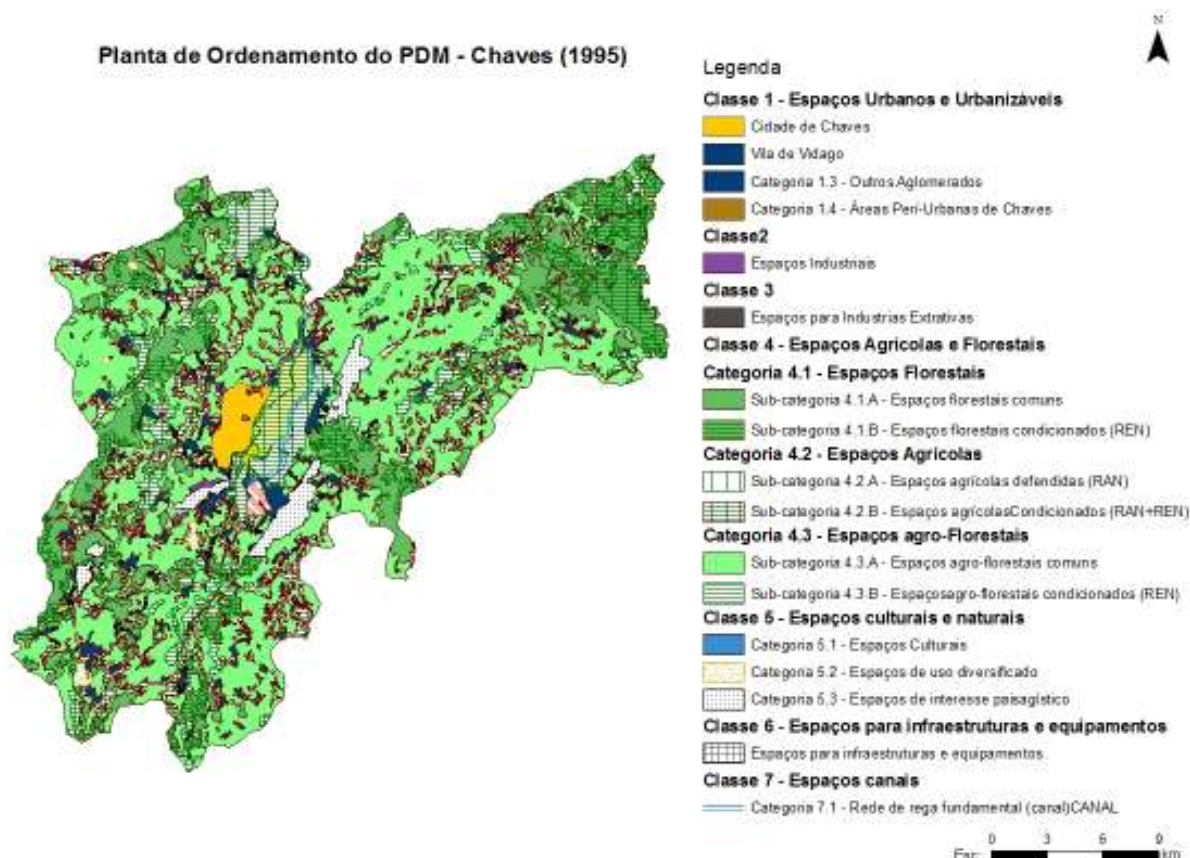 Planta de Ordenamento do PDM - Chaves (1995)
N
Legenda
Classe 1 - Espaços Urbanos e Urbanizáveis
Cidade de Chaves
Vila de Vidago
Categoria 1.3 - Outros Aglomerados
Categoria 1.4 - Áreas Peri-Urbanas de Chaves
Classe2
Espaços Industriais
Classe 3
Espaços para Industrias Extrativas
Classe 4 - Espaços Agrícolas e Florestais
Categoria 4.1 - Espaços Florestais
Sub-categoria 4.1.A - Espaços florestais comuns
Sub-categoria 4.1.B - Espaços florestais condicionados (REN)
Categoria 4.2 - Espaços Agrícolas
Sub-categoria 4.2.A - Espaços agrícolas defendidas (RAN)
Sub-categoria 4.2.B - Espaços agrícolasCondicionados (RAN+REN)
Categoria 4.3 - Espaços agro-Florestais
Sub-categoria 4.3.A - Espaços agro-florestais comuns
Sub-categoria 4.3.B - Espaçosagro-florestais condicionados (REN)
Classe 5 - Espaços culturais e naturais
Categoria 5.1 - Espaços Culturais
Categoria 5.2 - Espaços de uso diversificado
Categoria 5.3 - Espaços de interesse paisagístico
Classe 6 - Espaços para infraestruturas e equipamentos
Espaços para infraestruturas e equipamentos
Classe 7 - Espaços canais
Categoria 7.1 - Rede de rega fundamental (canal)CANAL
0 3 6 9
Esc: km